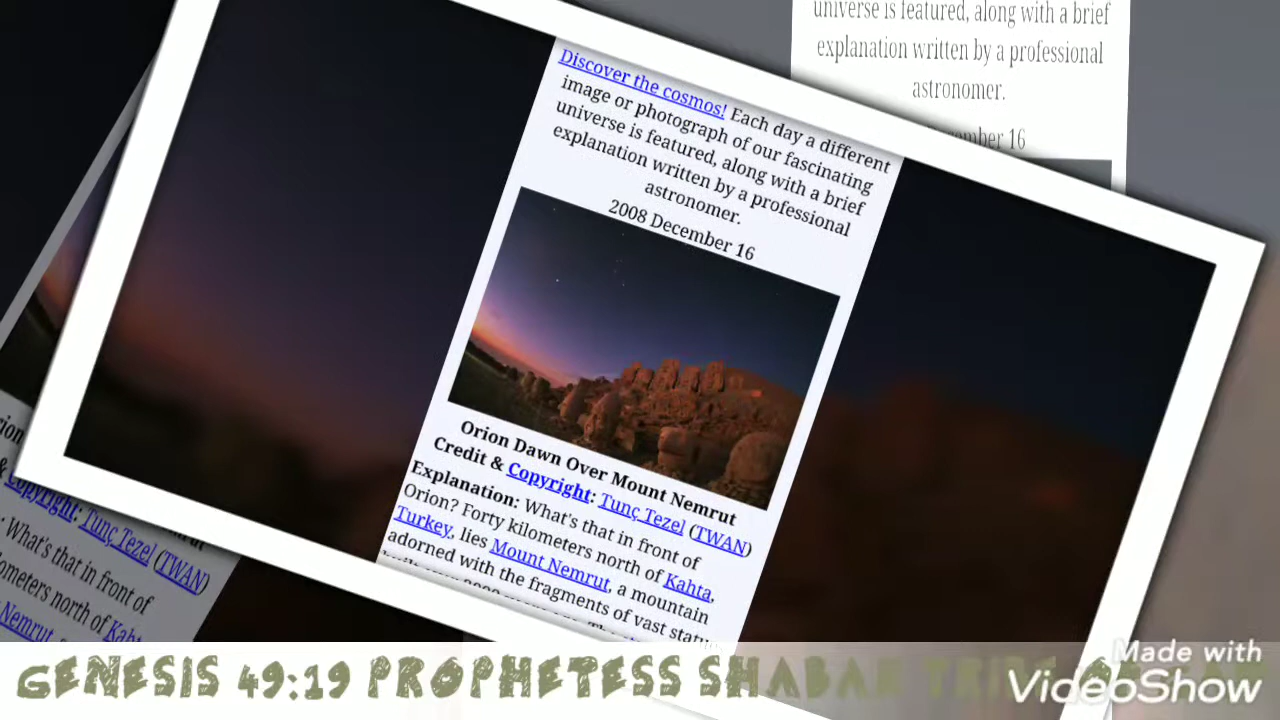 universe is featured, along with a brief
explanation written by a professional
astronomer.
16
Discover the cosmos! Each day a different
image or photograph of our fascinating
universe is featured, along with a brief
explanation written by a professional
astronomer.
2008 December 16
Orion Dawn Over Mount Nemrut
Credit & Copyright: Tunç Tezel (TWAN)
Explanation: What's that in front of
Orion? Forty kilometers north of Kahta,
Turkey, lies Mount Nemrut, a mountain
adorned with the fragments of vast
Copyright: Tunç Tezel (TWAN)
: What's that in front of
north of
Nemrut,
GENESIS 49:19 PROPHETESS SHABAR TRIBE
Made with
VideoShow